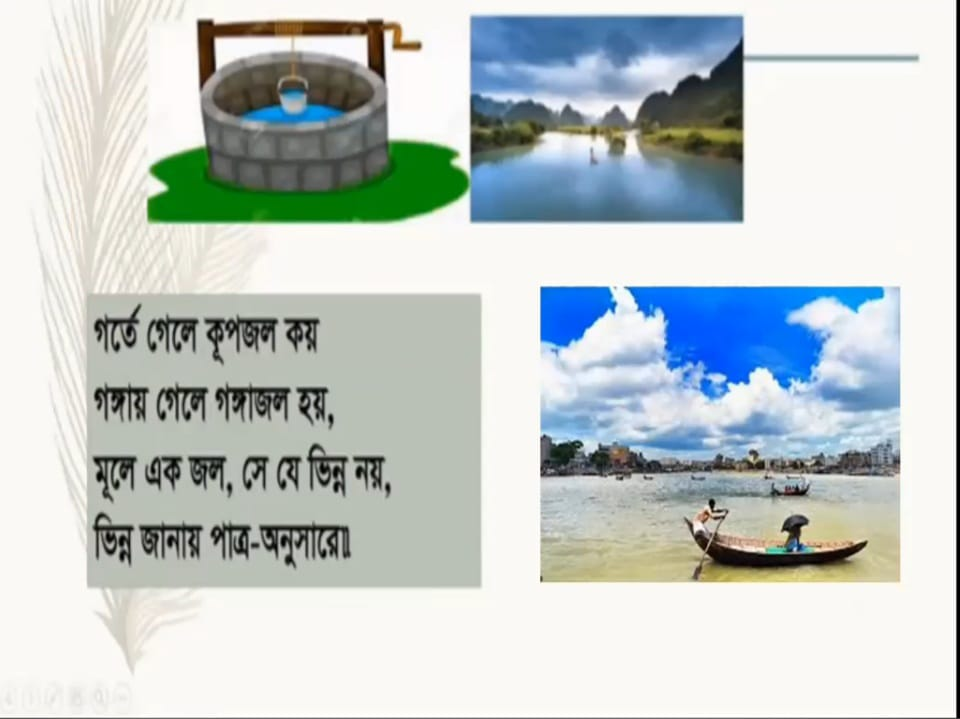 গর্তে গেলে কূপজল কয়
গঙ্গায় গেলে গঙ্গাজল হয়,
মূলে এক জল, সে যে ভিন্ন নয়,
ভিন্ন জানায় পাত্র-অনুসারে॥